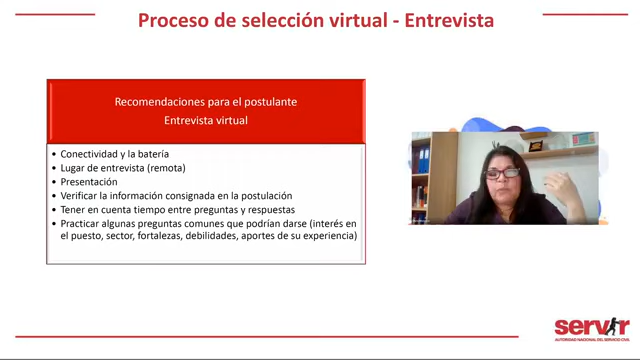 Proceso de selección virtual - Entrevista
Recomendaciones para el postulante
Entrevista virtual
• Conectividad y la batería
• Lugar de entrevista (remota)
• Presentación
• Verificar la información consignada en la postulación
• Tener en cuenta tiempo entre preguntas y respuestas
• Practicar algunas preguntas comunes que podrían darse (interés en
el puesto, sector, fortalezas, debilidades, aportes de su experiencia)
servir
AUTORIDAD NACIONAL DEL SERVICIO CIVIL